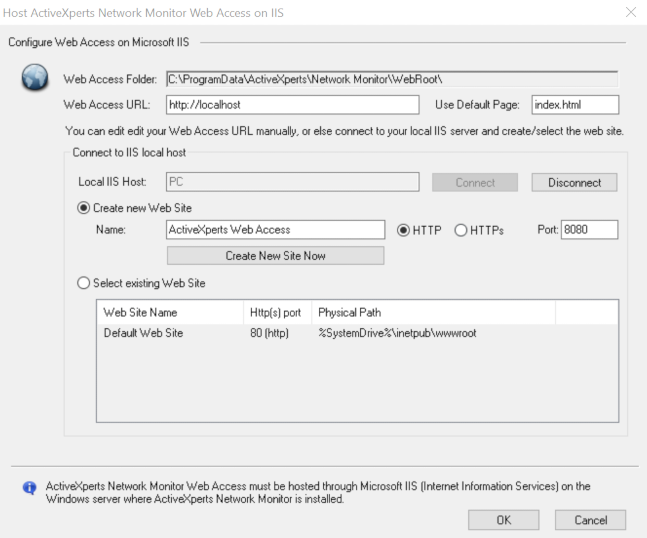 Host ActiveXperts Network Monitor Web Access on IIS
Configure Web Access on Microsoft IIS
Web Access Folder: C:\ProgramData\ActiveXperts\Network Monitor\WebRoot\
Web Access URL: http://localhost Use Default Page: index.html
You can edit edit your Web Access URL manually, or else connect to your local IIS server and create/select the web site.
Connect to IIS local host
Local IIS Host: PC Connect Disconnect
Create new Web Site
Name: ActiveXperts Web Access HTTP HTTPs Port: 8080
Create New Site Now
Select existing Web Site
Web Site Name Http(s) port Physical Path
Default Web Site 80 (http) %SystemDrive%\inetpub\wwwroot
ActiveXperts Network Monitor Web Access must be hosted through Microsoft IIS (Internet Information Services) on the
Windows server where ActiveXperts Network Monitor is installed.
OK Cancel